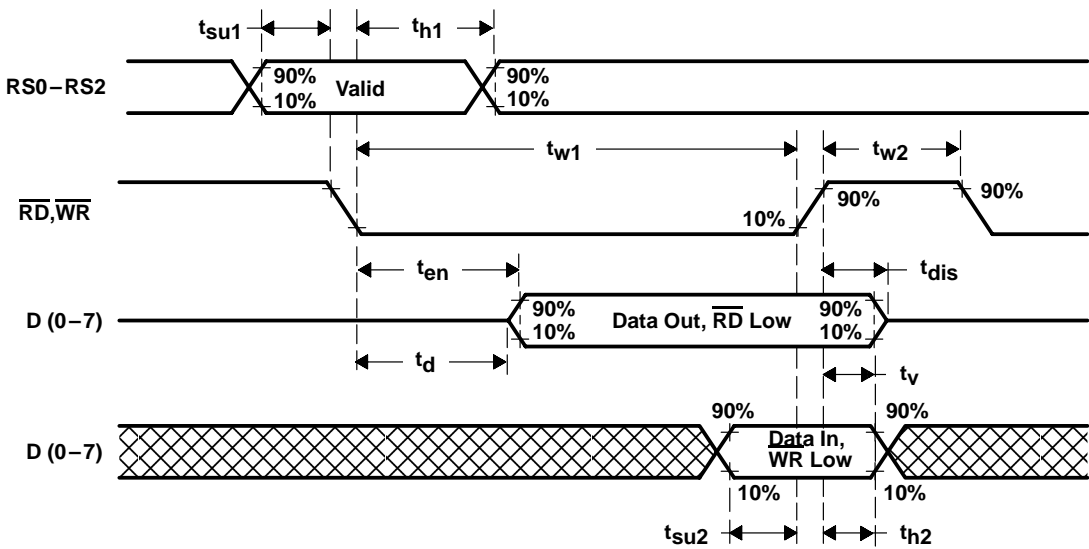 tsu1
th1
RS0–RS2
90%
10%
Valid
90%
10%
tw1
tw2
RD,WR
10%
90%
90%
ten
tdis
D (0–7)
90%
10%
Data Out, RD Low
90%
10%
td
tv
D (0–7)
90%
Data In,
WR Low
90%
10%
10%
tsu2
th2